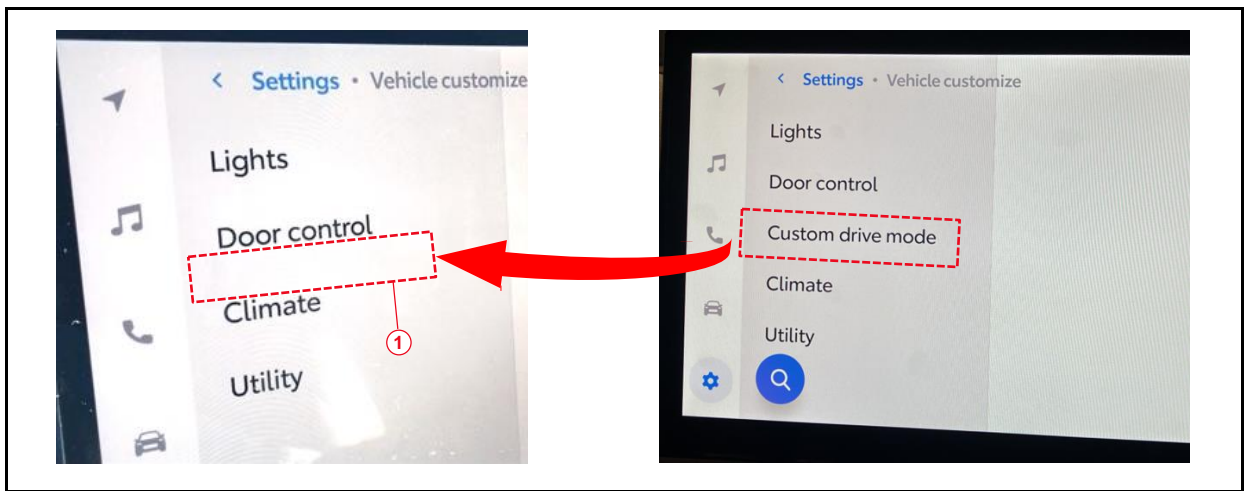 < Settings • Vehicle customize
Lights
Door control
Climate
Utility
1
< Settings • Vehicle customize
Lights
Door control
Custom drive mode
Climate
Utility